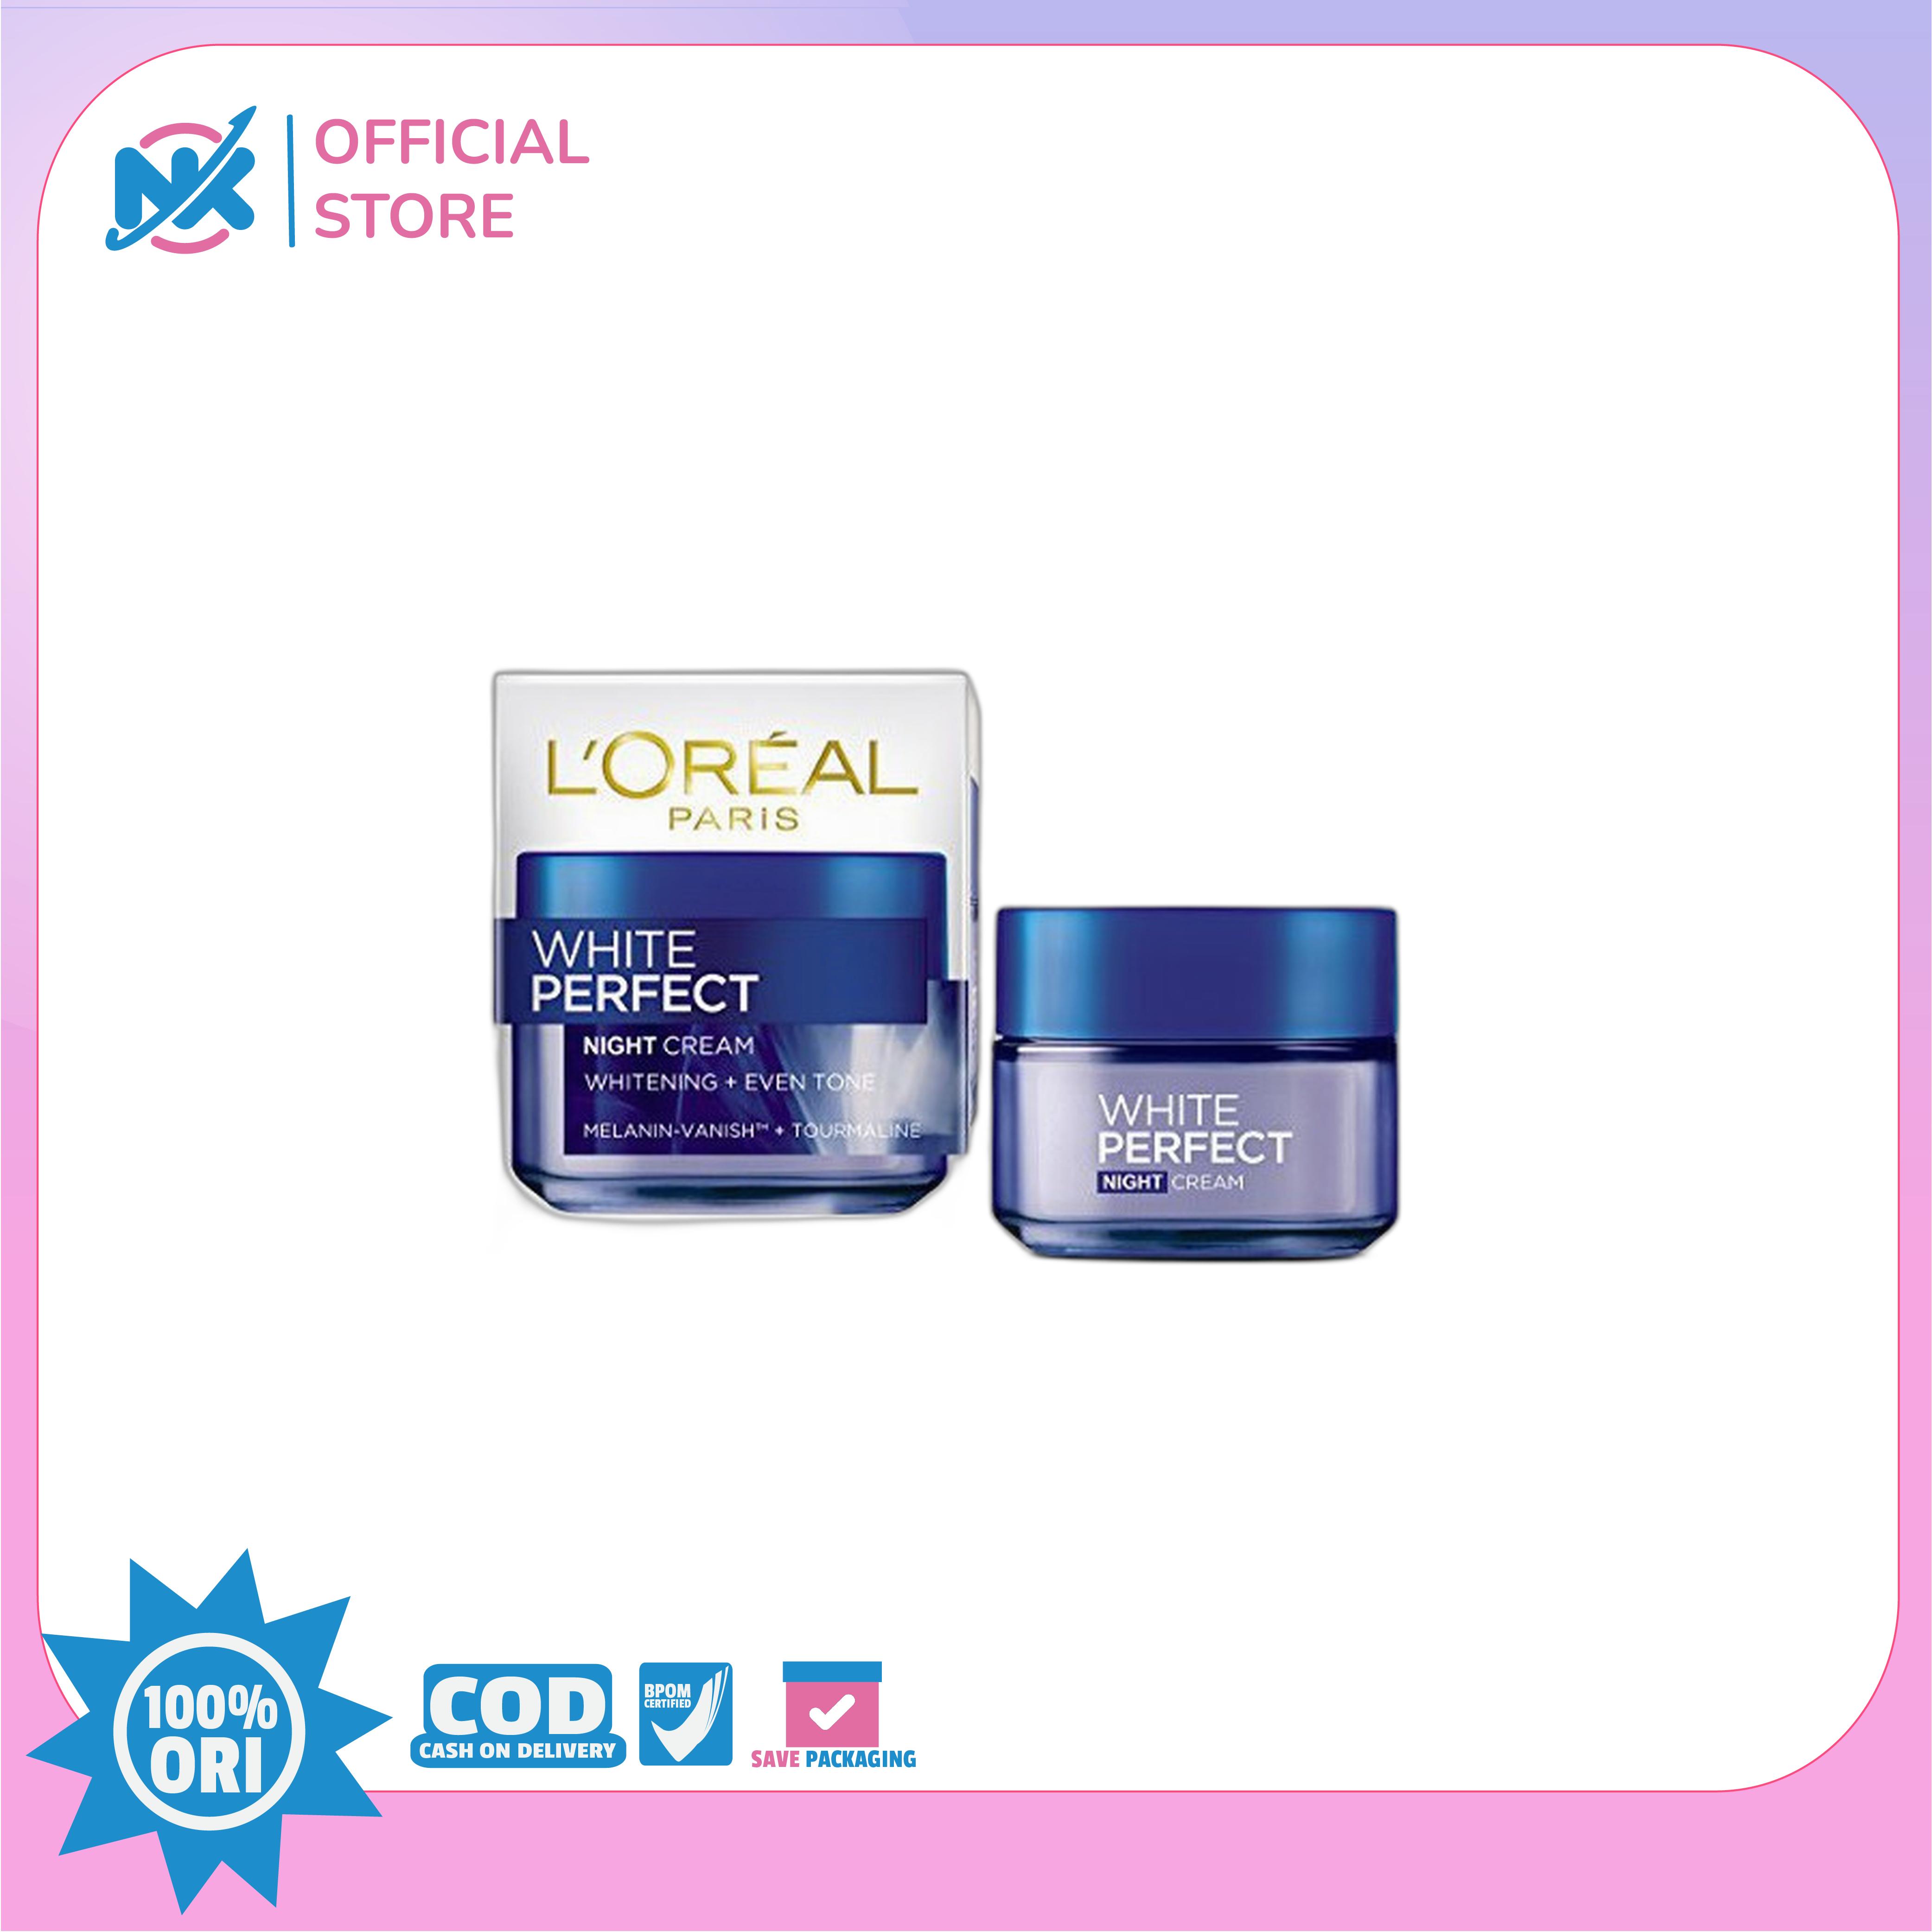 NK
OFFICIAL
STORE
L'ORÉAL
PARiS
WHITE
PERFECT
NIGHT CREAM
WHITENING + EVEN TONE
MELANIN-VANISH™ + TOURMALINE
WHITE
PERFECT
NIGHT CREAM
100%
ORI
COD
CASH ON DELIVERY
BPOM
CERTIFIED
SAVE PACKAGING